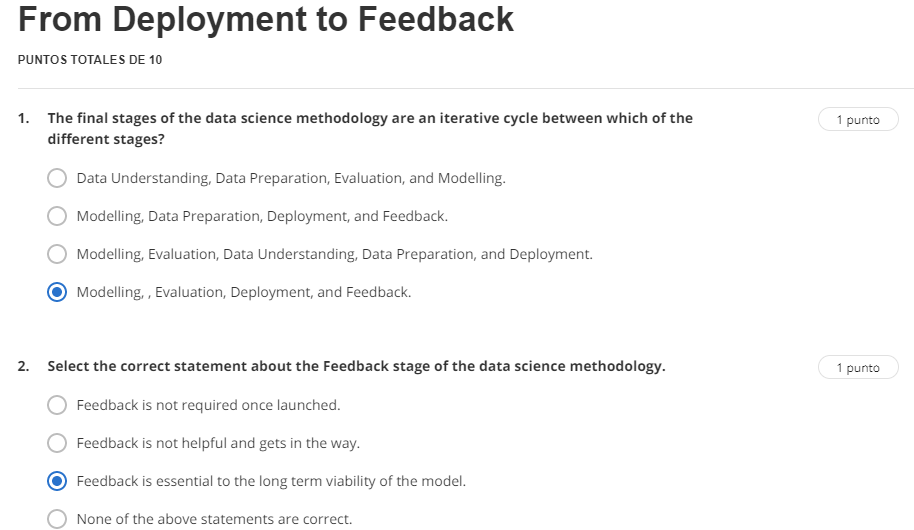 From Deployment to Feedback
PUNTOS TOTALES DE 10
1. The final stages of the data science methodology are an iterative cycle between which of the
different stages?
1 punto
Data Understanding, Data Preparation, Evaluation, and Modelling.
Modelling, Data Preparation, Deployment, and Feedback.
Modelling, Evaluation, Data Understanding, Data Preparation, and Deployment.
Modelling, , Evaluation, Deployment, and Feedback.
2. Select the correct statement about the Feedback stage of the data science methodology.
1 punto
Feedback is not required once launched.
Feedback is not helpful and gets in the way.
Feedback is essential to the long term viability of the model.
None of the above statements are correct.